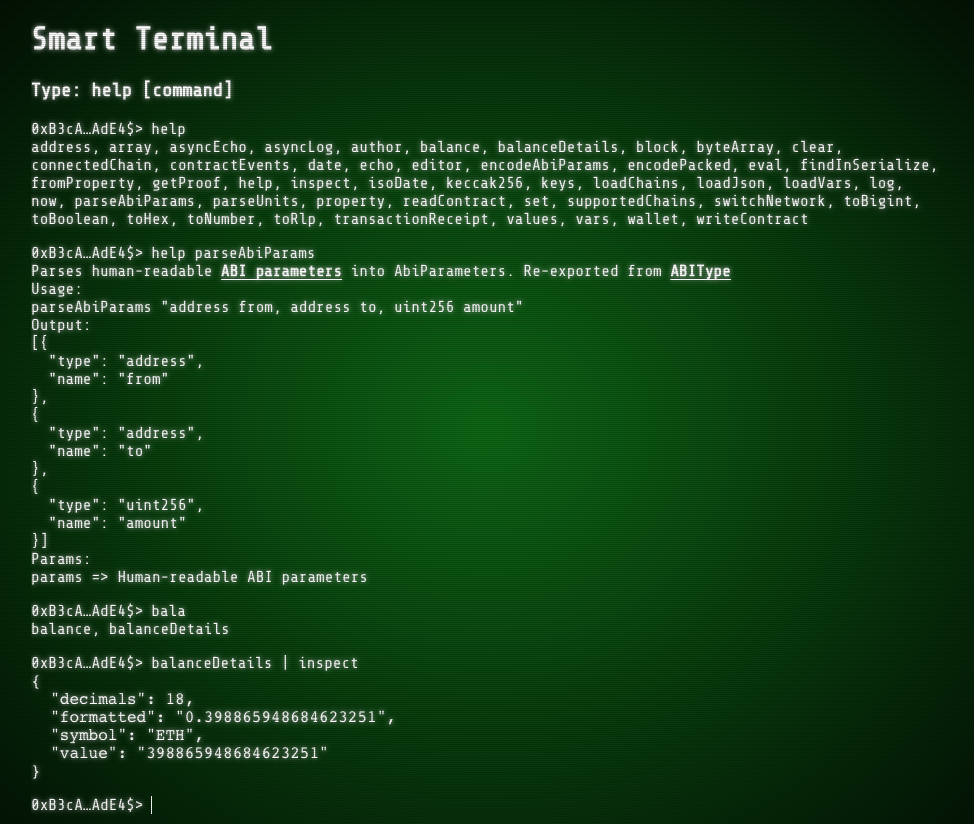 Smart Terminal
Type: help [command]
0xB3cA…AdE4$> help
address, array, asyncEcho, asyncLog, author, balance, balanceDetails, block, byteArray, clear,
connectedChain, contractEvents, date, echo, editor, encodeAbiParams, encodePacked, eval, findInSerialize,
fromProperty, getProof, help, inspect, isoDate, keccak256, keys, loadChains, loadJson, loadVars, log,
now, parseAbiParams, parseUnits, property, readContract, set, supportedChains, switchNetwork, toBigint,
toBoolean, toHex, toNumber, toRlp, transactionReceipt, values, vars, wallet, writeContract
0xB3cA…AdE4$> help parseAbiParams
Parses human-readable ABI parameters into AbiParameters. Re-exported from ABIType
Usage:
parseAbiParams "address from, address to, uint256 amount"
Output:
[{
  "type": "address",
  "name": "from"
},
{
  "type": "address",
  "name": "to"
},
{
  "type": "uint256",
  "name": "amount"
}]
Params:
params => Human-readable ABI parameters
0xB3cA…AdE4$> bala
balance, balanceDetails
0xB3cA…AdE4$> balanceDetails | inspect
{
  "decimals": 18,
  "formatted": "0.398865948684623251",
  "symbol": "ETH",
  "value": "398865948684623251"
}
0xB3cA…AdE4$>